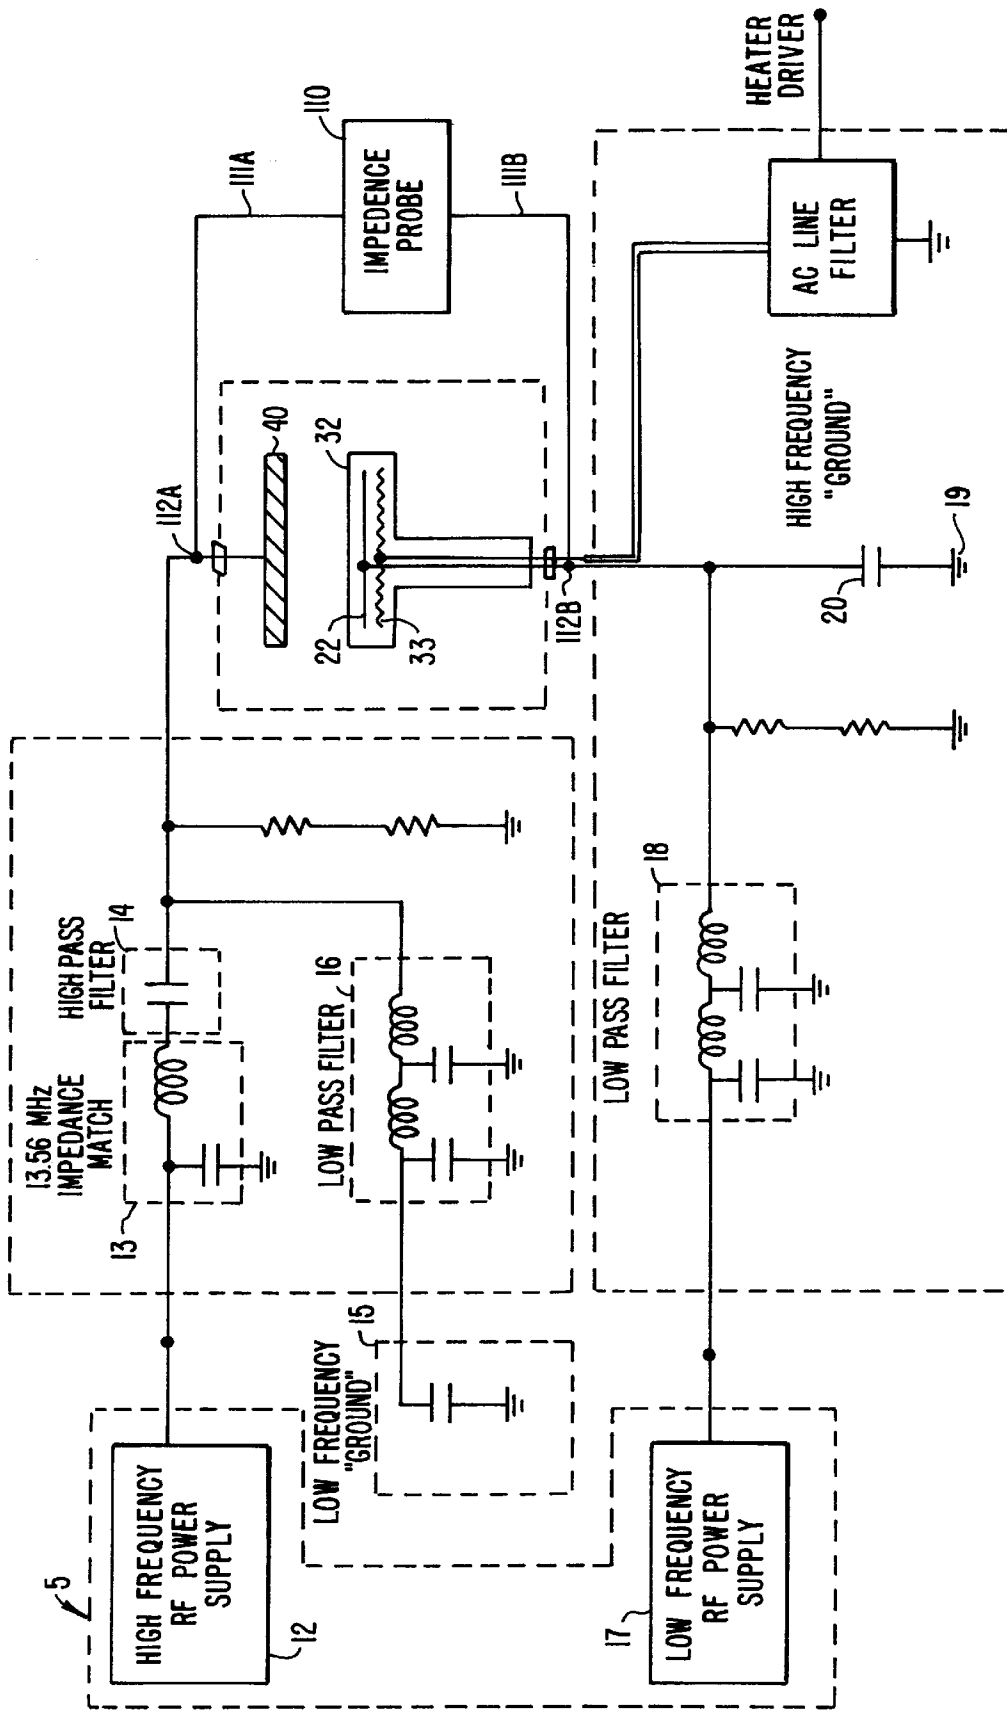 5
HIGH FREQUENCY
RF POWER
SUPPLY
12
13.56 MHz
IMPEDANCE
MATCH
13
HIGH PASS
FILTER
14
LOW FREQUENCY
"GROUND"
15
LOW PASS FILTER
16
LOW FREQUENCY
RF POWER
SUPPLY
17
LOW PASS FILTER
18
112A
40
32
22
33
112B
111A
110
IMPEDENCE
PROBE
111B
20
19
HIGH FREQUENCY
"GROUND"
AC LINE
FILTER
HEATER
DRIVER